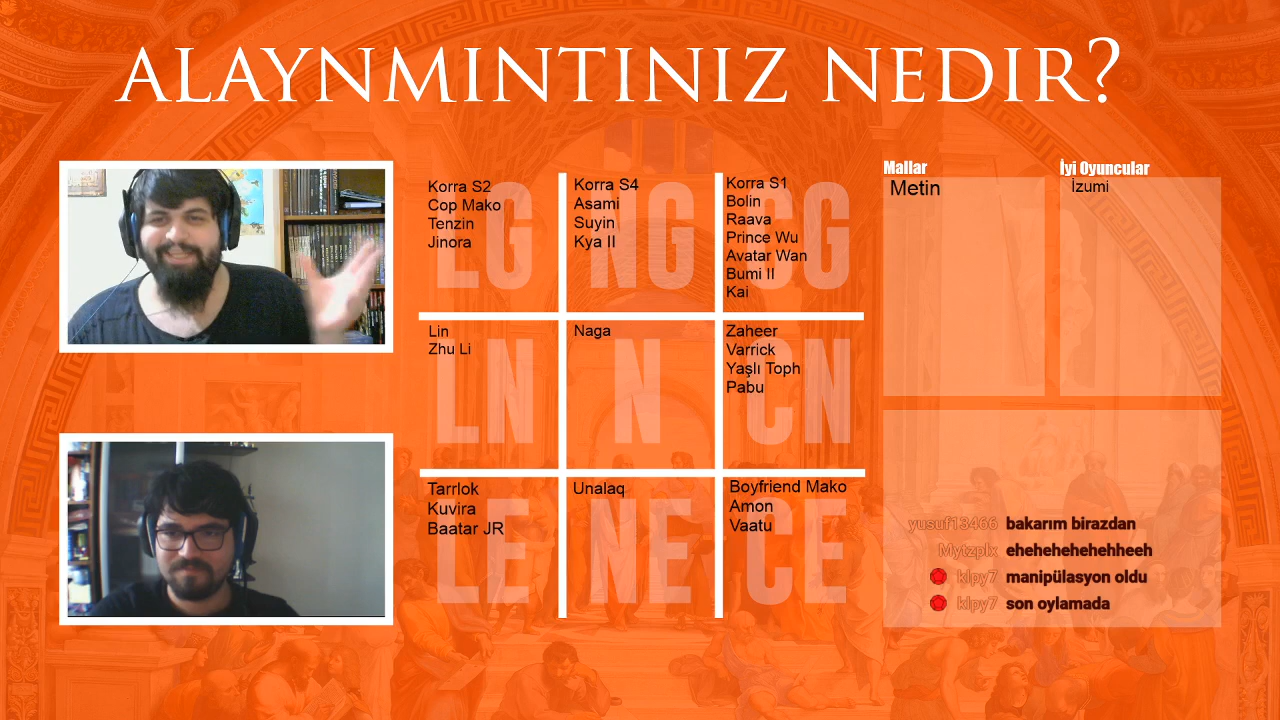 ALAYNMINTINIZ NEDIR?
Korra S2
Cop Mako
Tenzin
Jinora
LG
Korra S4
Asami
Suyin
Kya II
NG
Korra S1
Bolin
Raava
Prince Wu
Avatar Wan
Bumi II
Kai
CG
Lin
Zhu Li
LN
Naga
N
Zaheer
Varrick
Yaşlı Toph
Pabu
CN
Tarrlok
Kuvira
Baatar JR
LE
Unalaq
NE
Boyfriend Mako
Amon
Vaatu
CE
Mallar
Metin
İyi Oyuncular
İzumi
yusuf13466 bakarım birazdan
Mytzplx ehehehehehehheeh
klpy7 manipülasyon oldu
klpy7 son oylamada